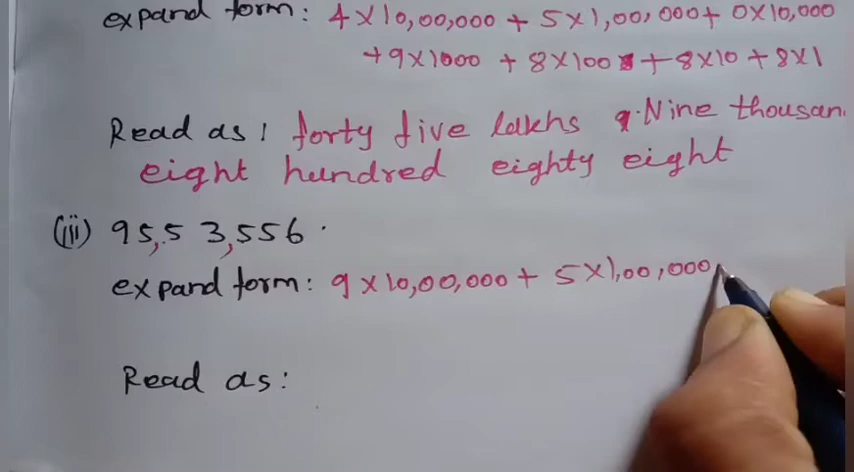 expand form: 4×10,00,000 + 5×1,00,000+ 0×10,000
+9×1000 + 8×100 + 8×10 + 8×1
Read as: forty five lakhs 9.Nine thousan
eight hundred eighty eight
(iii) 95,53,556.
expand form: 9×10,00,000+ 5×1,00,000
Read as: